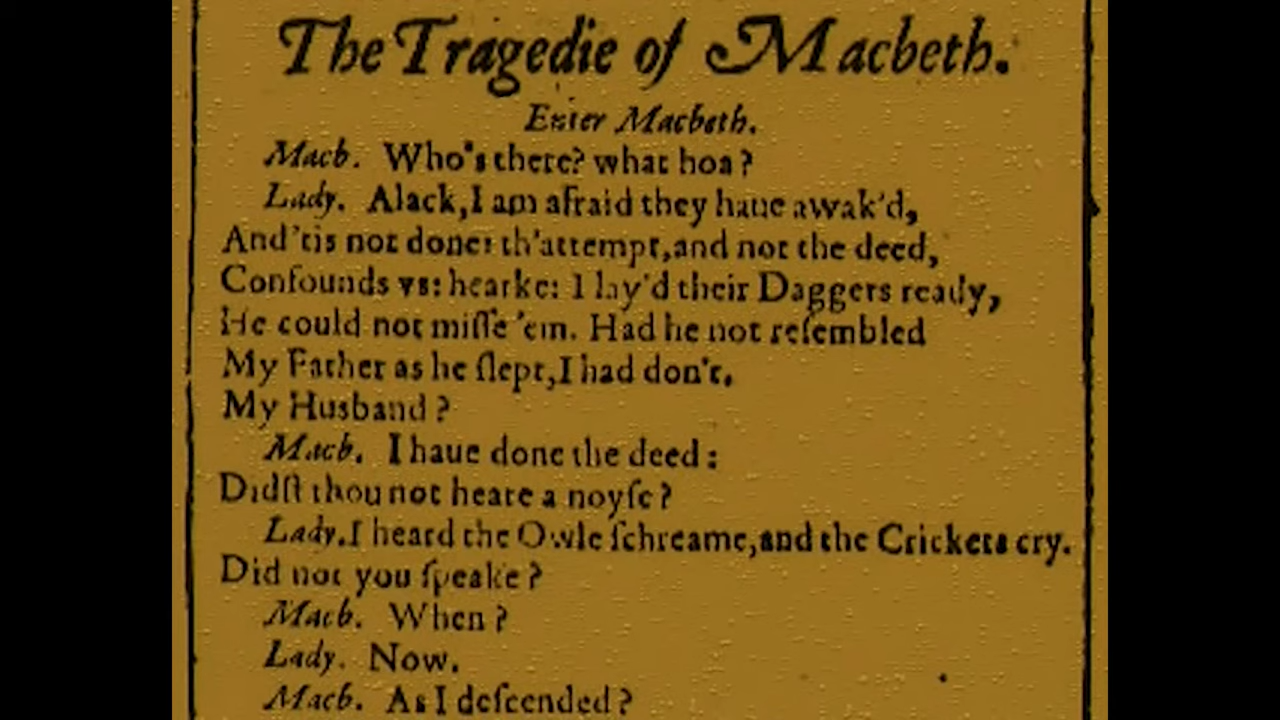 The Tragedie of Macbeth.
Enter Macbeth.
Macb. Who's there? what hoa?
Lady. Alack, I am afraid they haue awak'd,
And 'tis not done: th'attempt, and not the deed,
Confounds vs: hearke: I lay'd their Daggers ready,
He could not miſſe 'em. Had he not reſembled
My Father as he ſlept, I had don't.
My Husband?
Macb. I haue done the deed:
Didſt thou not heare a noyſe?
Lady. I heard the Owle ſchreame, and the Crickets cry.
Did not you ſpeake?
Macb. When?
Lady. Now.
Macb. As I deſcended?